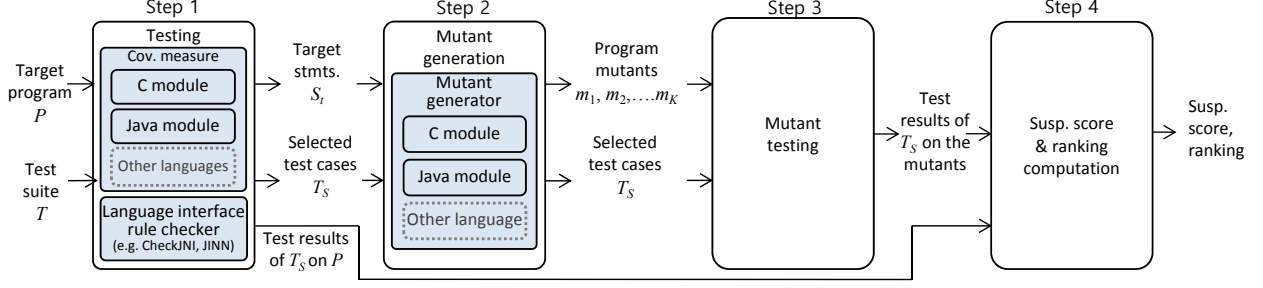 Step 1
Step 2
Step 3
Step 4
Target
program
P
Test
suite
T
Testing
Cov. measure
C module
Java module
Other languages
Language interface
rule checker
(e.g. CheckJNI, JINN)
Target
stmts.
St
Selected
test cases
TS
Test results
of TS on P
Mutant
generation
Mutant
generator
C module
Java module
Other language
Program
mutants
m1, m2,….mK
Selected
test cases
TS
Mutant
testing
Test
results of
TS on the
mutants
Susp. score
& ranking
computation
Susp.
score,
ranking